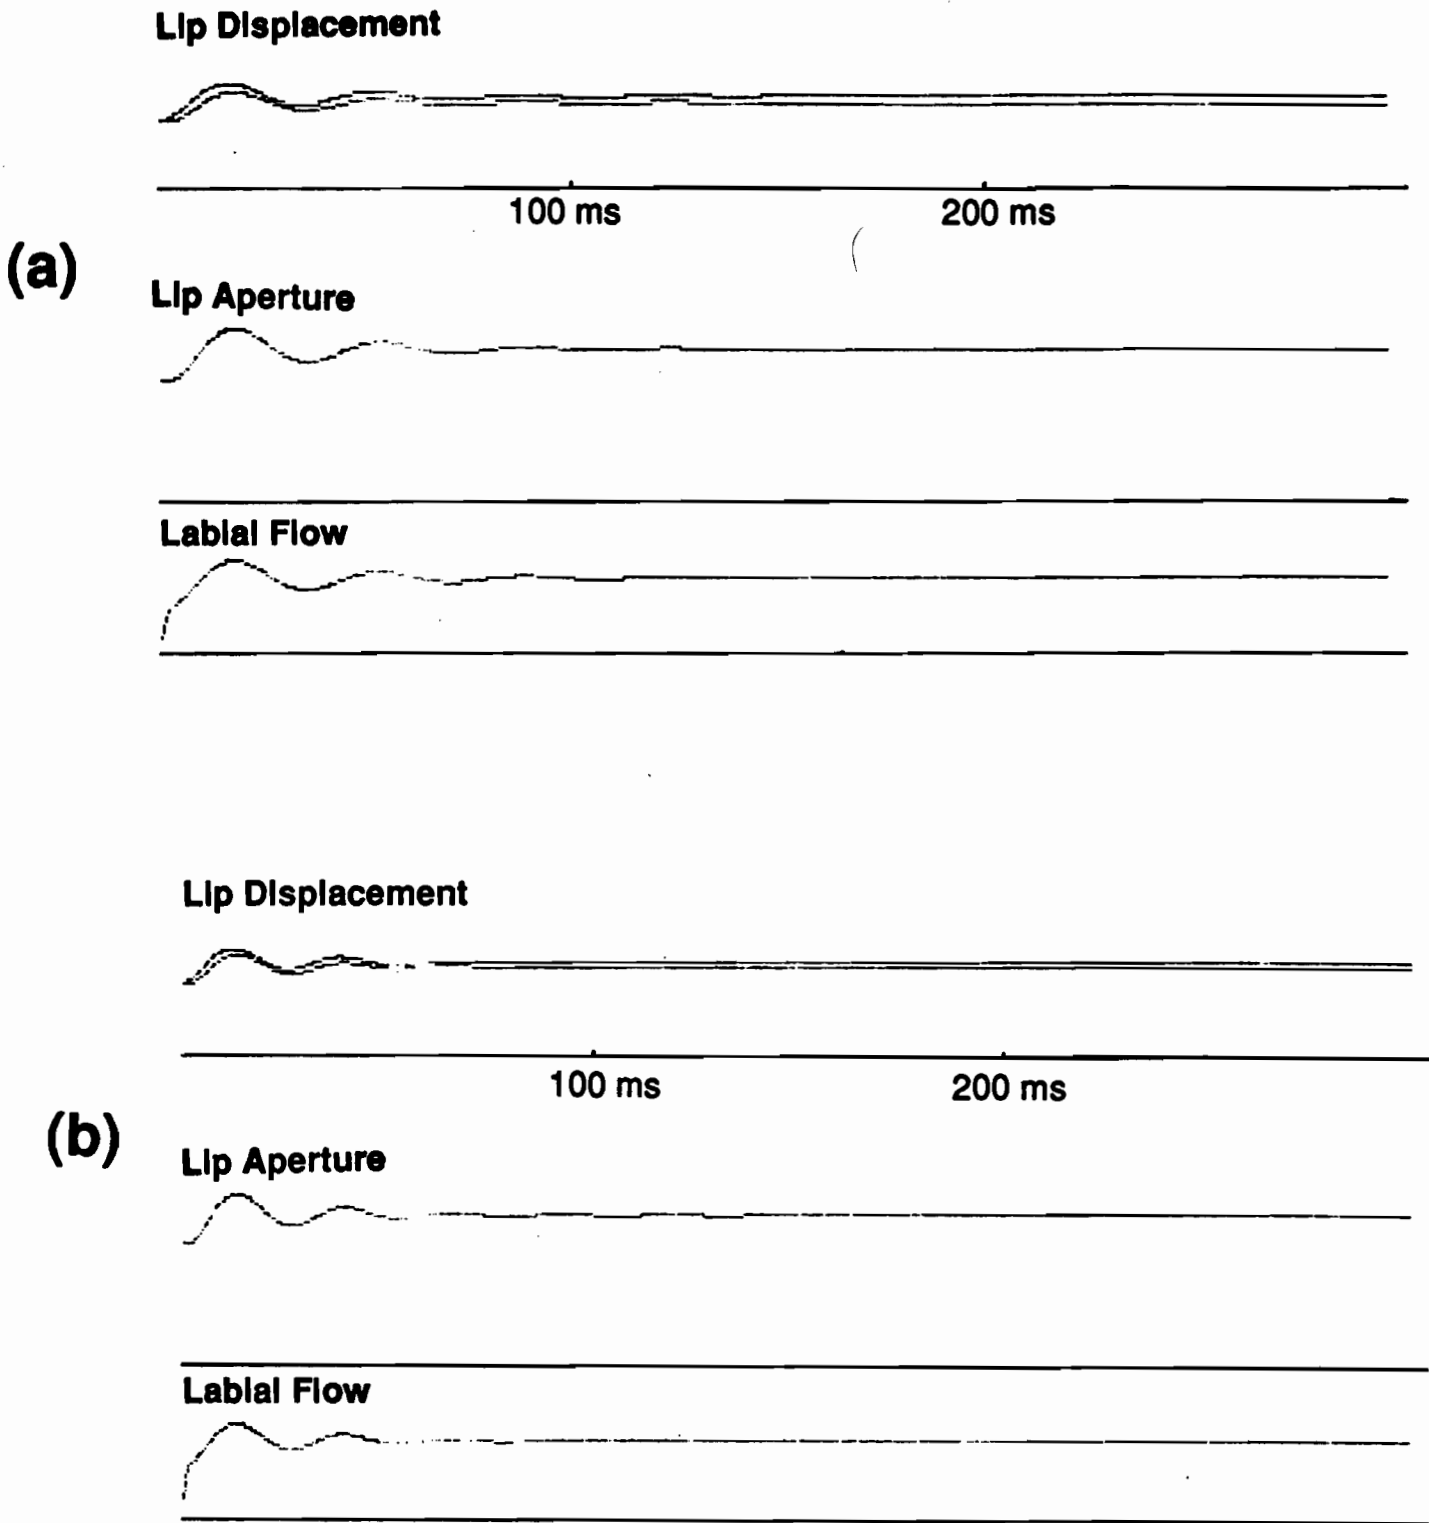 Lip Displacement
100 ms
200 ms
(a)
Lip Aperture
Labial Flow
Lip Displacement
100 ms
200 ms
(b)
Lip Aperture
Labial Flow